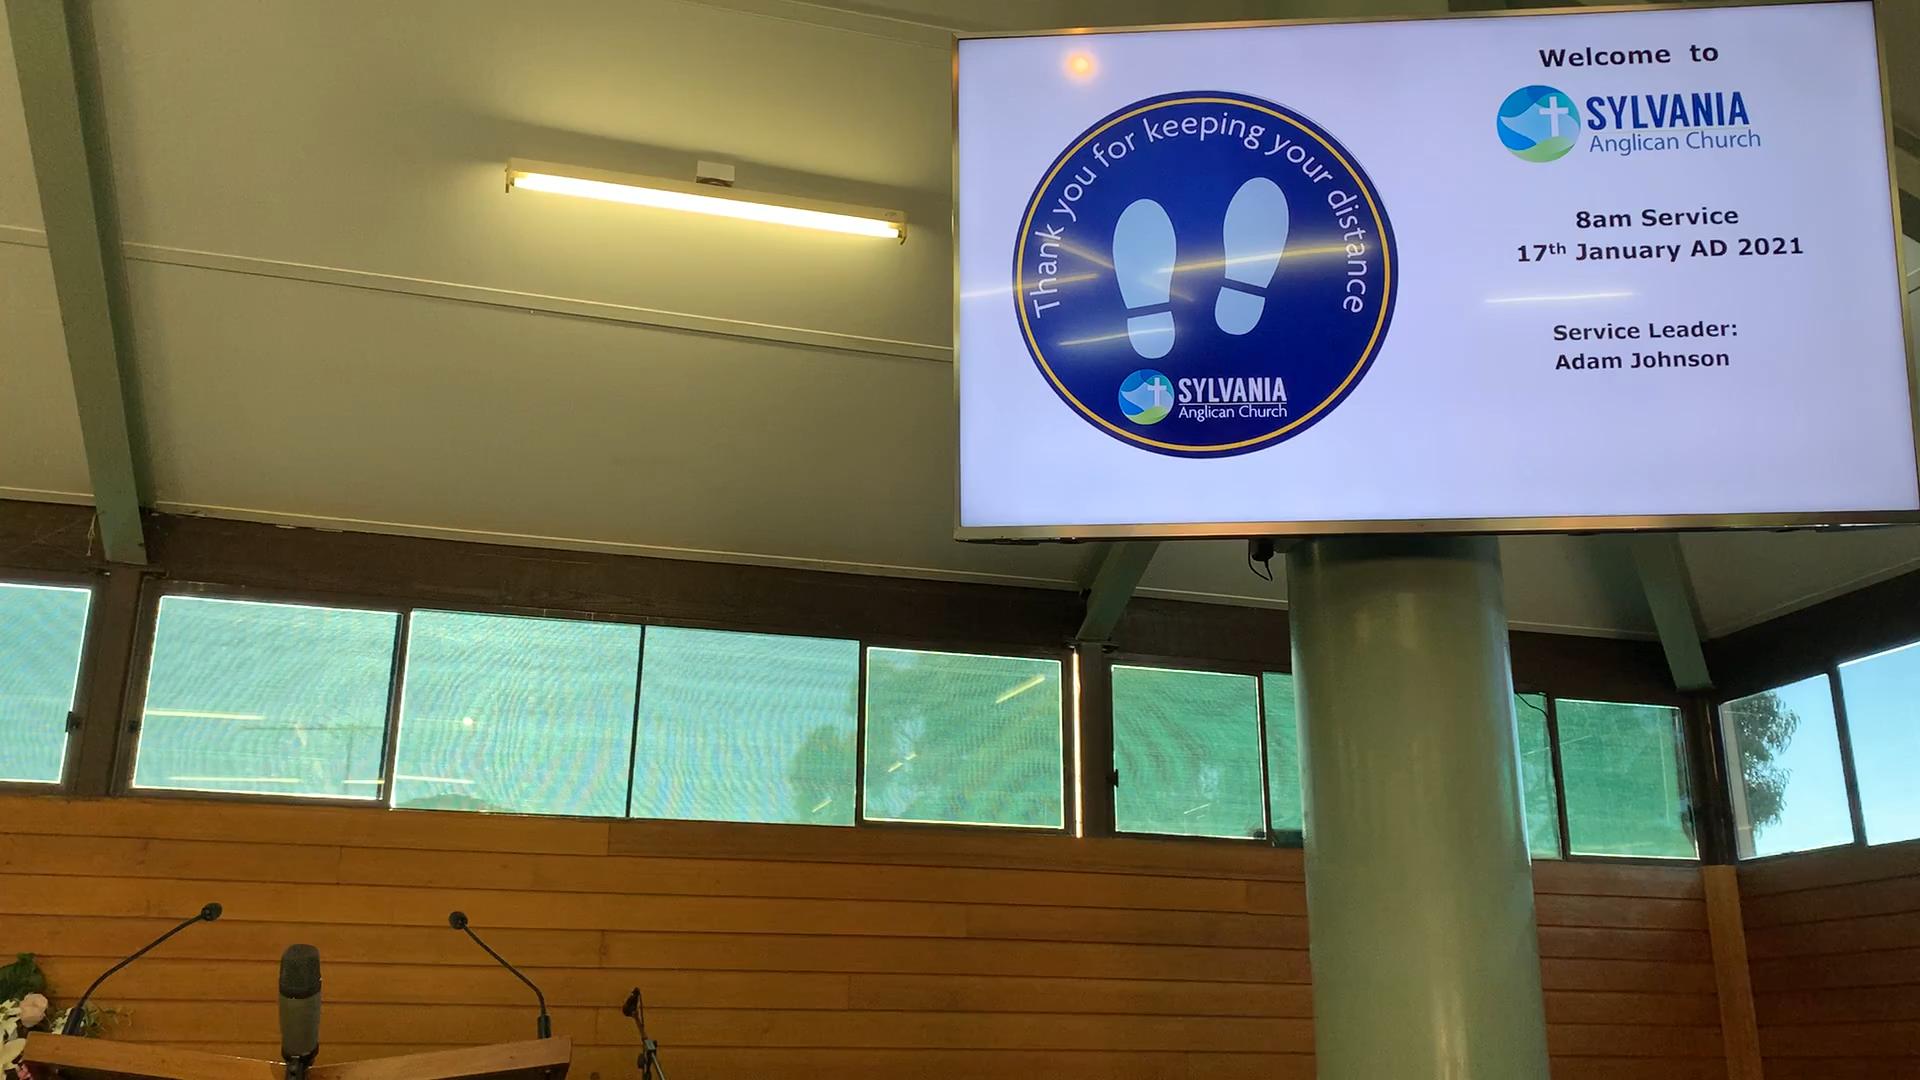 Thank you for keeping your distance
SYLVANIA
Anglican Church
Welcome to
SYLVANIA
Anglican Church
8am Service
17th January AD 2021
Service Leader:
Adam Johnson